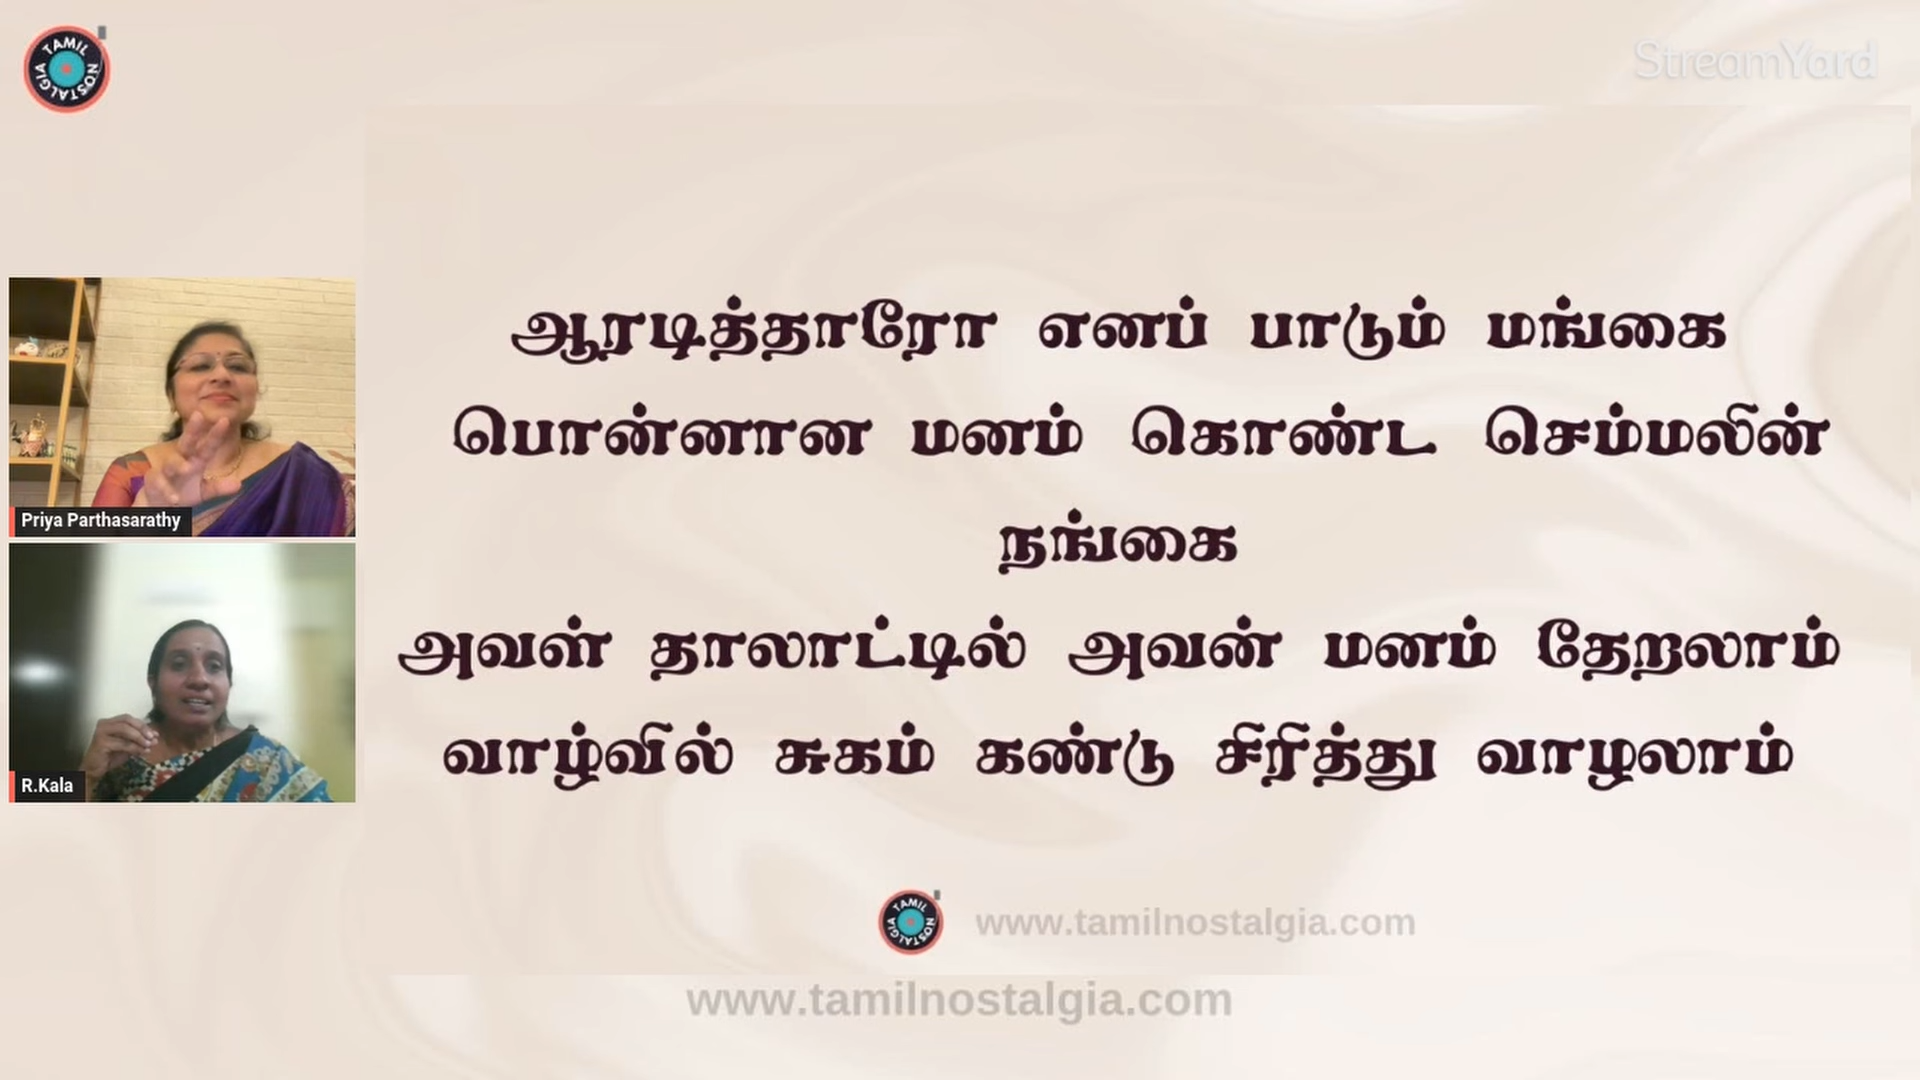 TAMIL NOSTALGIA
StreamYard
ஆரடித்தாரோ எனப் பாடும் மங்கை
பொன்னான மனம் கொண்ட செம்மலின்
நங்கை
அவள் தாலாட்டில் அவன் மனம் தேறலாம்
வாழ்வில் சுகம் கண்டு சிரித்து வாழலாம்
Priya Parthasarathy
R.Kala
TAMIL NOSTALGIA
www.tamilnostalgia.com
www.tamilnostalgia.com